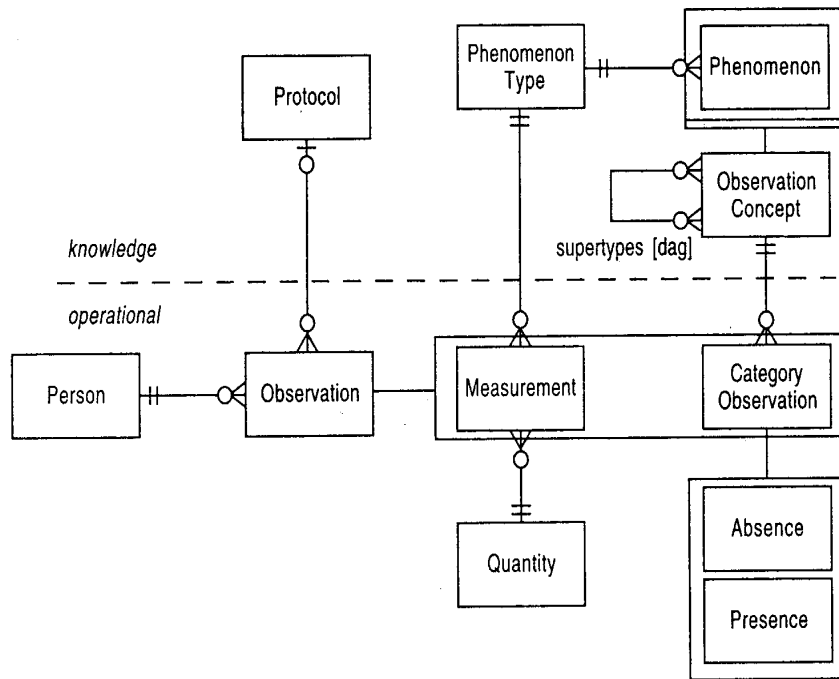 Protocol
Phenomenon
Type
Phenomenon
Observation
Concept
supertypes [dag]
knowledge
operational
Person
Observation
Measurement
Category
Observation
Quantity
Absence
Presence